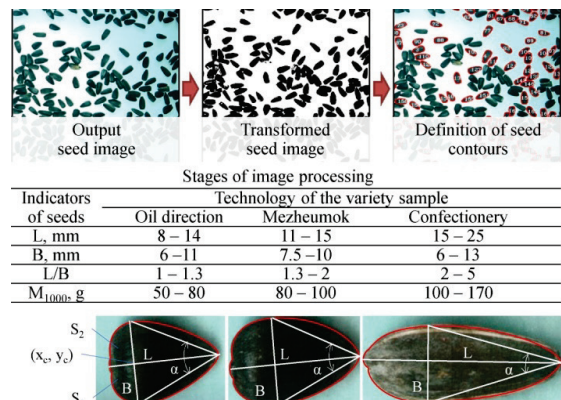 Output
seed image
Transformed
seed image
Definition of seed
contours
Stages of image processing
Indicators of seeds
Technology of the variety sample
Oil direction Mezheumok Confectionery
L, mm 8 – 14 11 – 15 15 – 25
B, mm 6 –11 7.5 –10 6 – 13
L/B 1 – 1.3 1.3 – 2 2 – 5
M1000, g 50 – 80 80 – 100 100 – 170
S2
(xc, yc)
S
L
α
B
L
α
B
L
α
B